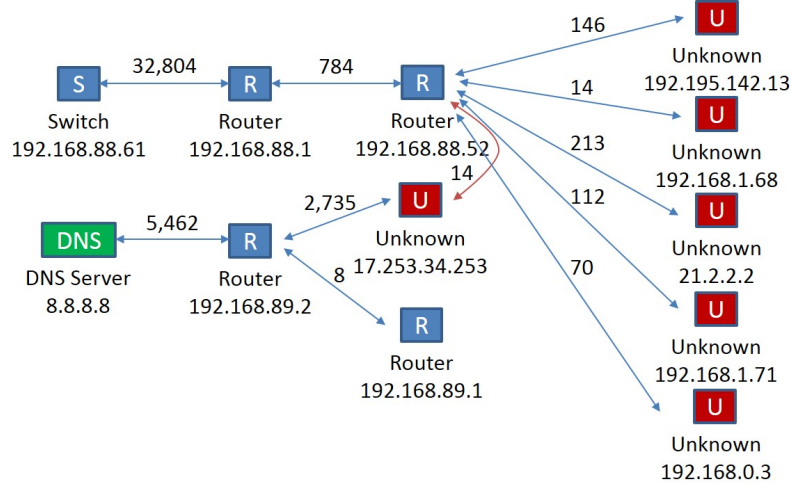 146
U
Unknown
192.195.142.13
32,804
784
S
R
R
14
Switch
192.168.88.61
Router
192.168.88.1
Router
192.168.88.52
U
Unknown
192.168.1.68
213
14
5,462
2,735
U
112
U
Unknown
21.2.2.2
DNS
R
Unknown
17.253.34.253
DNS Server
8.8.8.8
Router
192.168.89.2
8
70
R
U
Unknown
192.168.1.71
Router
192.168.89.1
U
Unknown
192.168.0.3